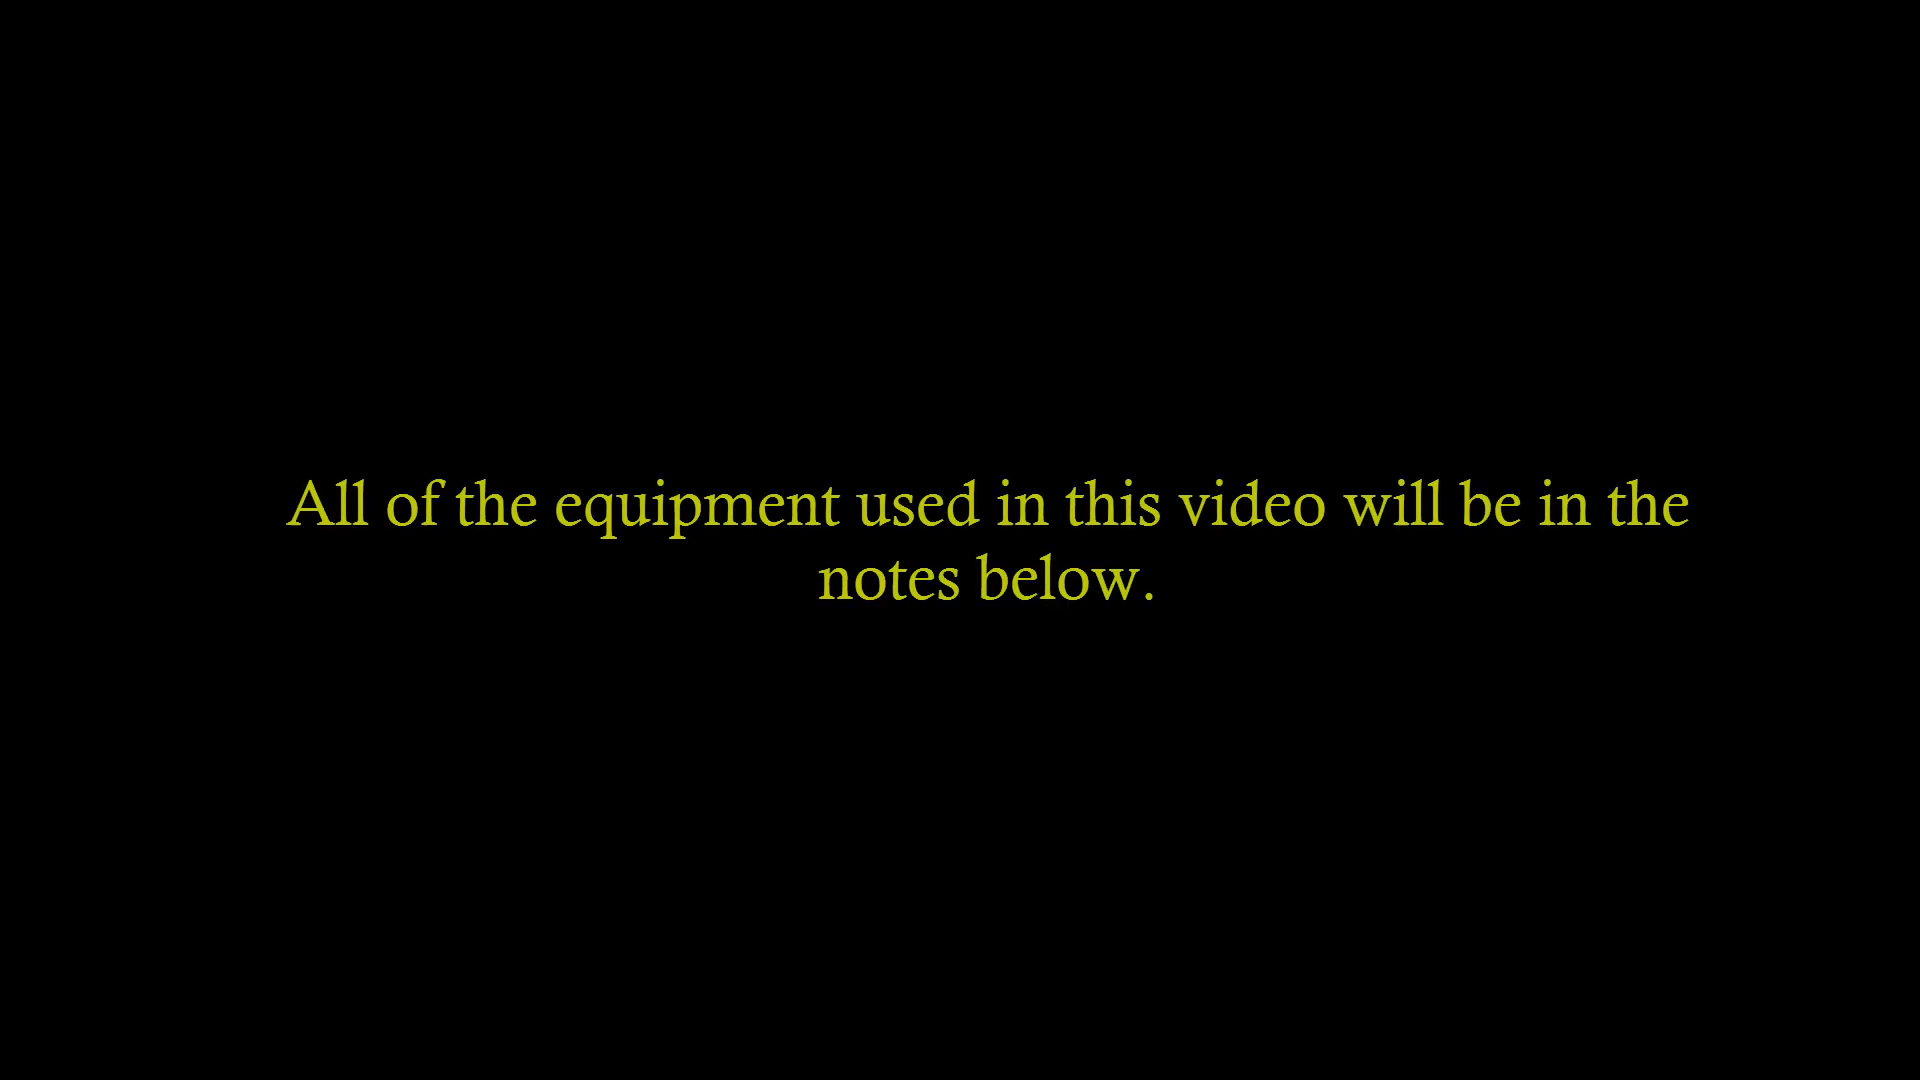 All of the equipment used in this video will be in the
notes below.